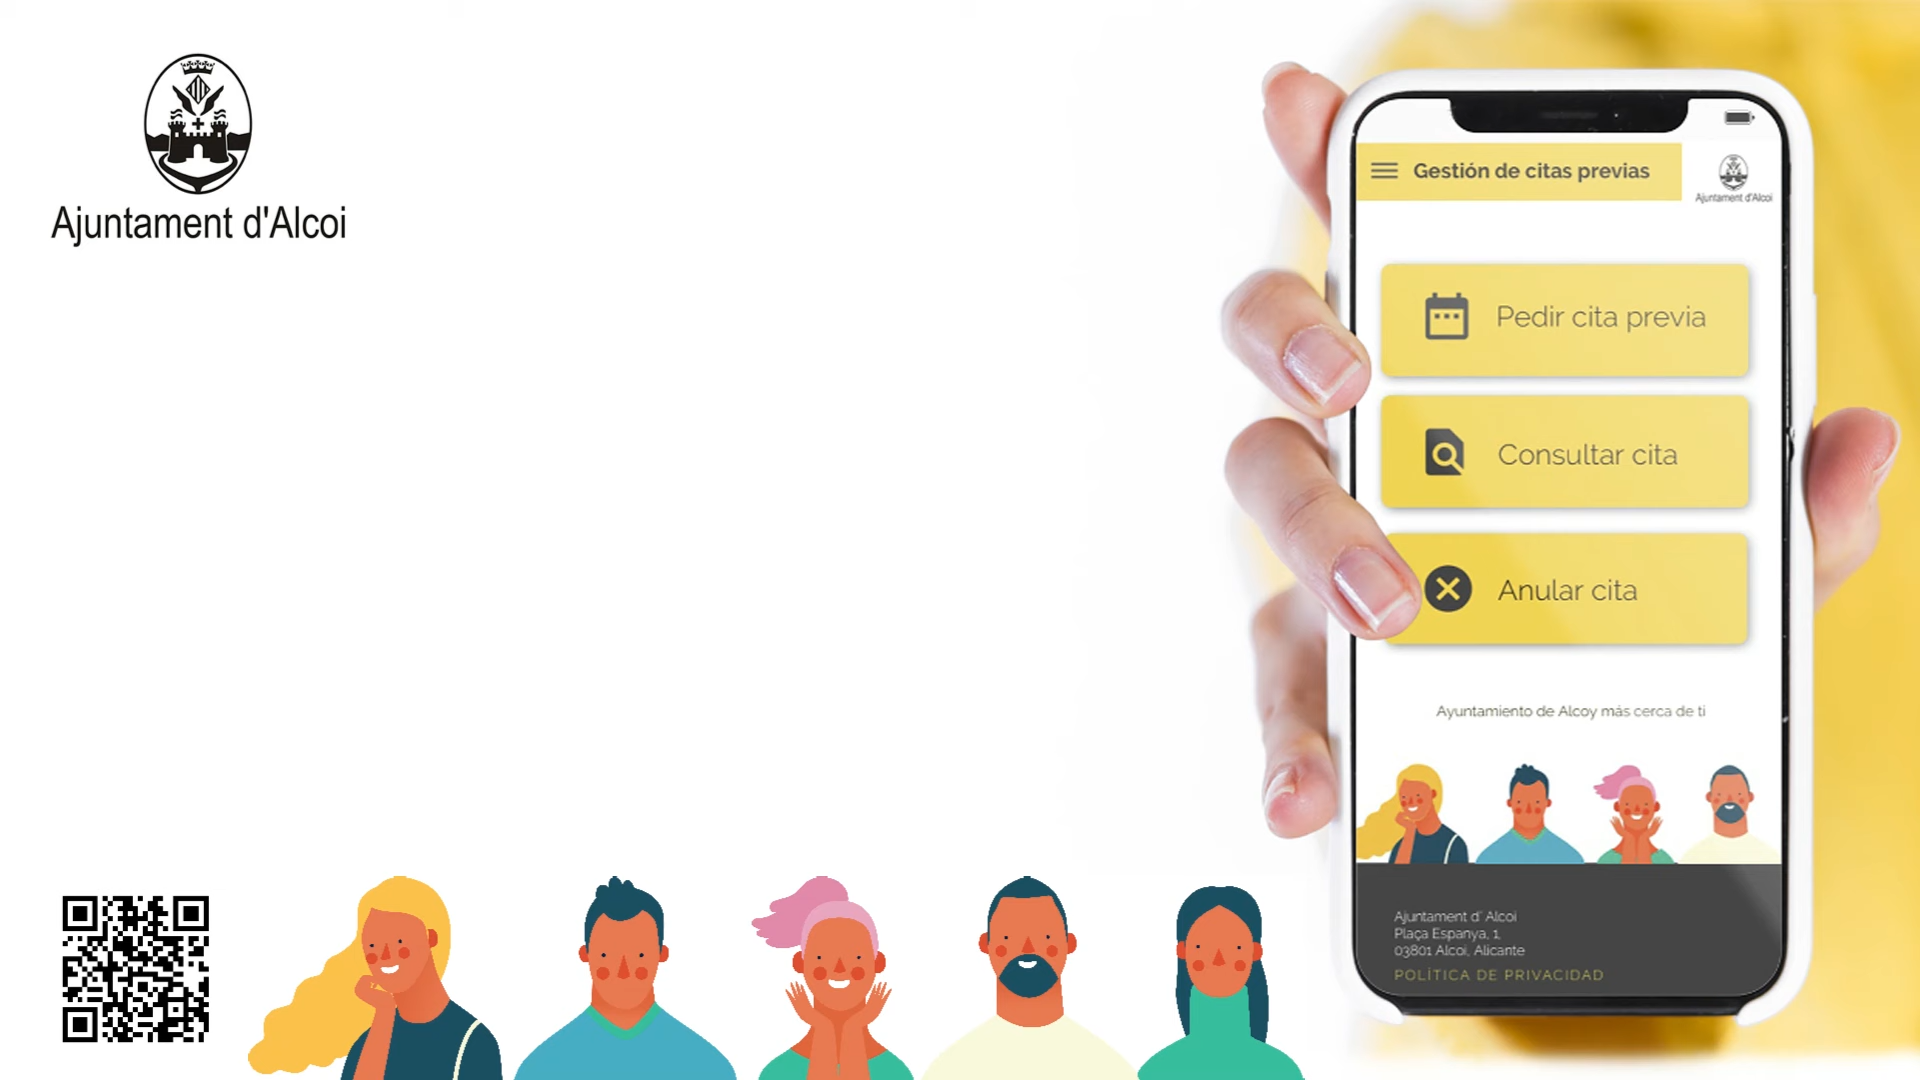 Ajuntament d'Alcoi
Gestión de citas previas
Ajuntament d'Alcoi
Pedir cita previa
Consultar cita
Anular cita
Ayuntamiento de Alcoy más cerca de ti
Ajuntament d' Alcoi
Plaça Espanya, 1,
03801 Alcoi, Alicante
POLÍTICA DE PRIVACIDAD